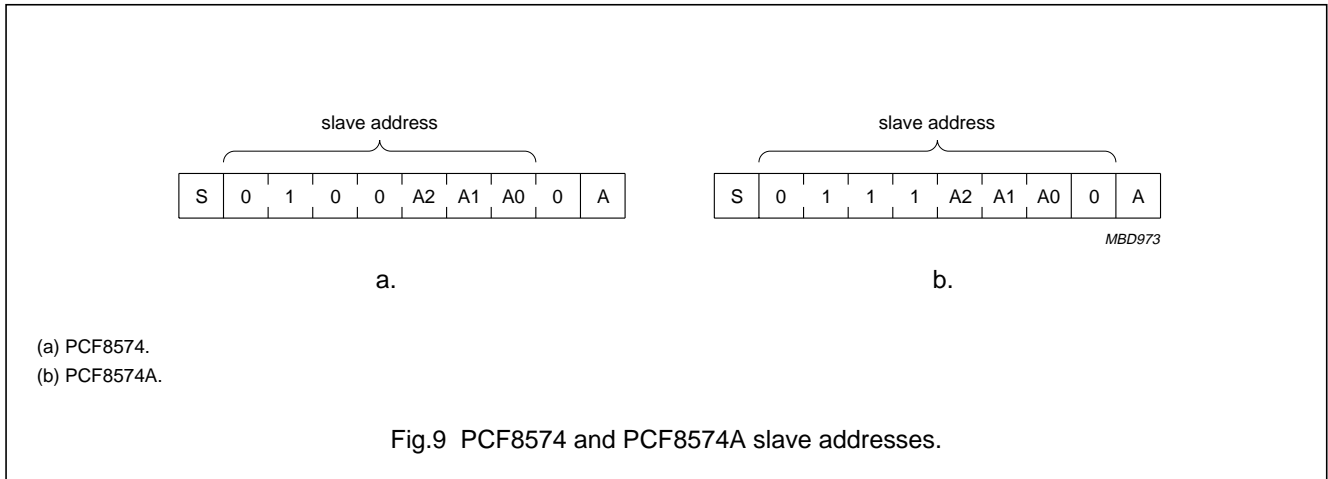 slave address
S 0 1 0 0 A2 A1 A0 0 A
a.
slave address
S 0 1 1 1 A2 A1 A0 0 A
MBD973
b.
(a) PCF8574.
(b) PCF8574A.
Fig.9 PCF8574 and PCF8574A slave addresses.